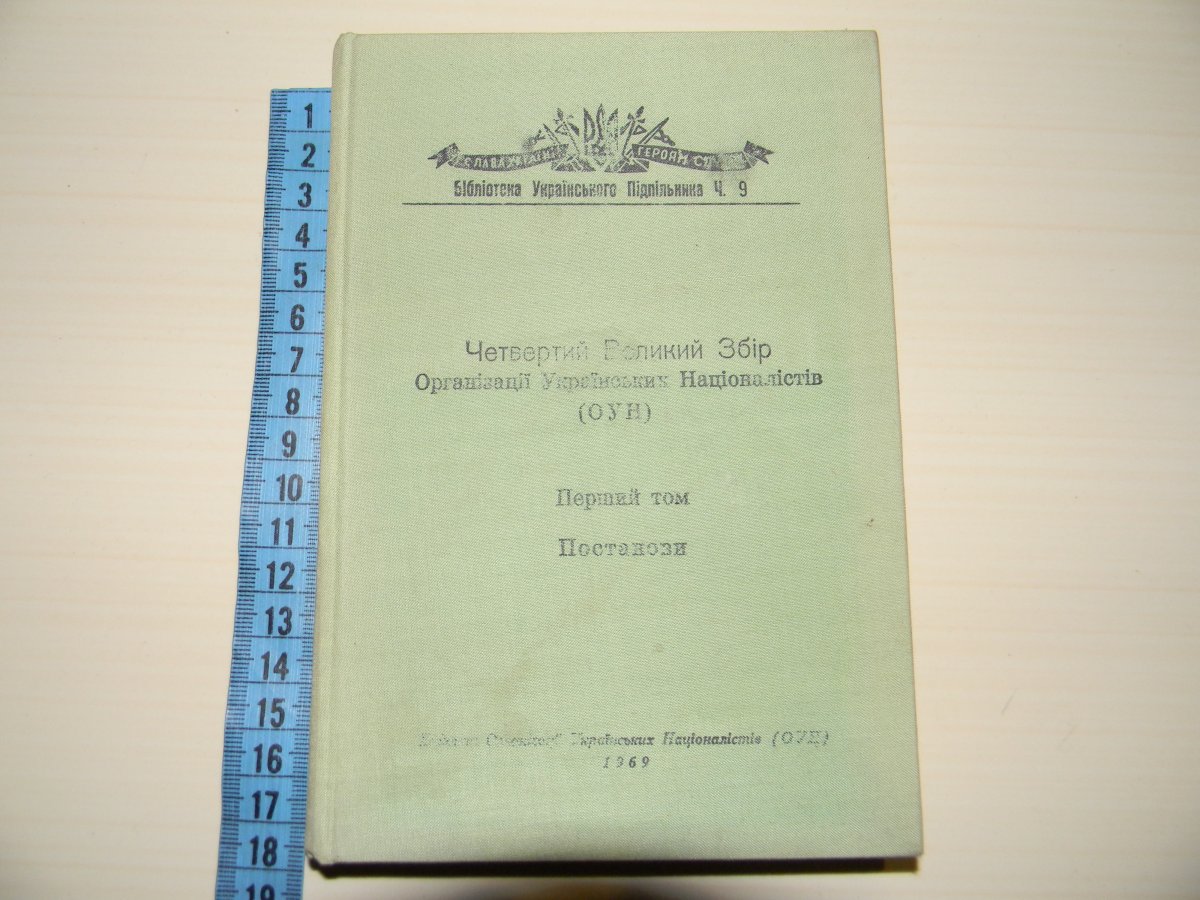 СЛАВА УКРАЇНІ
ГЕРОЯМ
Бібліотека Українського Підпільника Ч. 9
Четвертий Великий Збір
Організації Українських Націоналістів
(ОУН)
Перший том
Постанови
Українських Націоналістів (ОУН)
1969
1
2
3
4
5
6
7
8
9
10
11
12
13
14
15
16
17
18
19